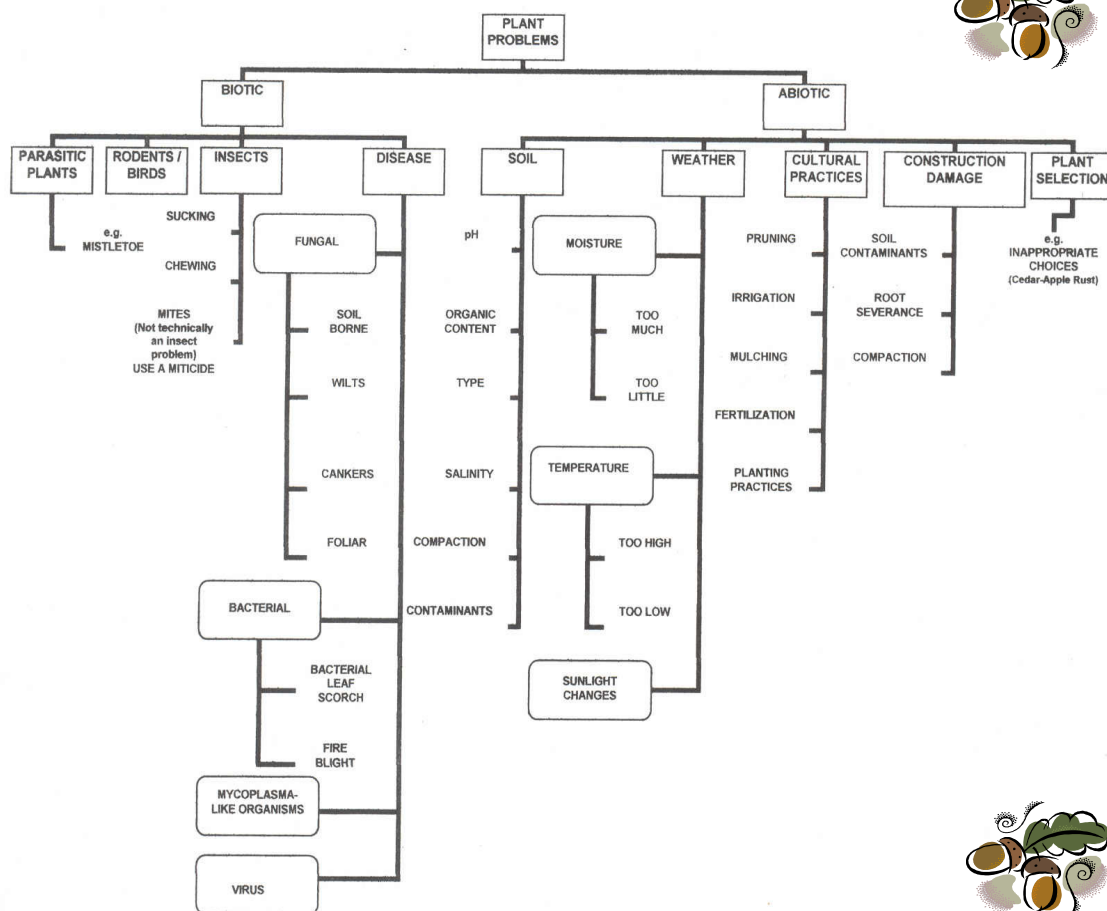 PLANT
PROBLEMS
BIOTIC
ABIOTIC
PARASITIC
PLANTS
RODENTS /
BIRDS
INSECTS
DISEASE
SOIL
WEATHER
CULTURAL
PRACTICES
CONSTRUCTION
DAMAGE
PLANT
SELECTION
e.g.
MISTLETOE
SUCKING
CHEWING
MITES
(Not technically
an insect
problem)
USE A MITICIDE
FUNGAL
SOIL
BORNE
WILTS
CANKERS
FOLIAR
BACTERIAL
BACTERIAL
LEAF
SCORCH
FIRE
BLIGHT
MYCOPLASMA-
LIKE ORGANISMS
VIRUS
pH
ORGANIC
CONTENT
TYPE
SALINITY
COMPACTION
CONTAMINANTS
MOISTURE
TOO
MUCH
TOO
LITTLE
TEMPERATURE
TOO HIGH
TOO LOW
SUNLIGHT
CHANGES
PRUNING
IRRIGATION
MULCHING
FERTILIZATION
PLANTING
PRACTICES
SOIL
CONTAMINANTS
ROOT
SEVERANCE
COMPACTION
e.g.
INAPPROPRIATE
CHOICES
(Cedar-Apple Rust)